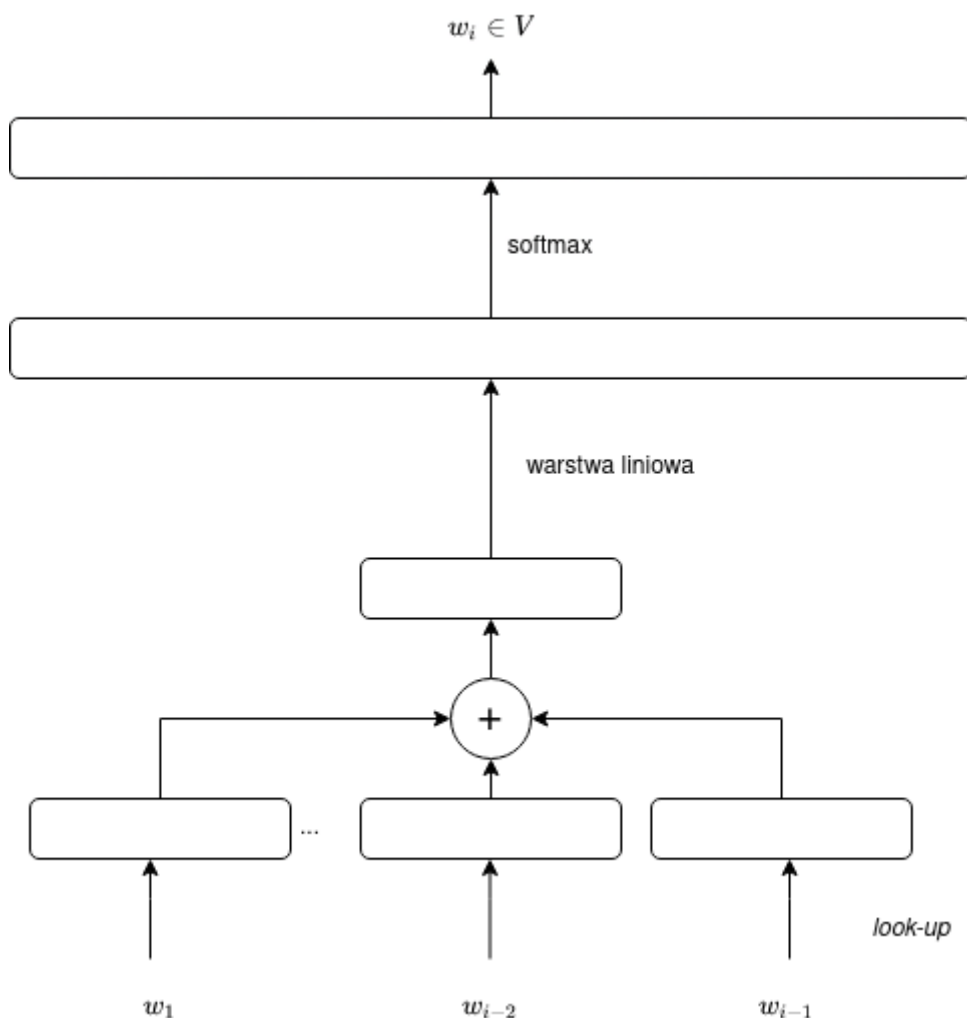 w_i ∈ V
softmax
warstwa liniowa
+
...
look-up
w_1 w_{i-2} w_{i-1}